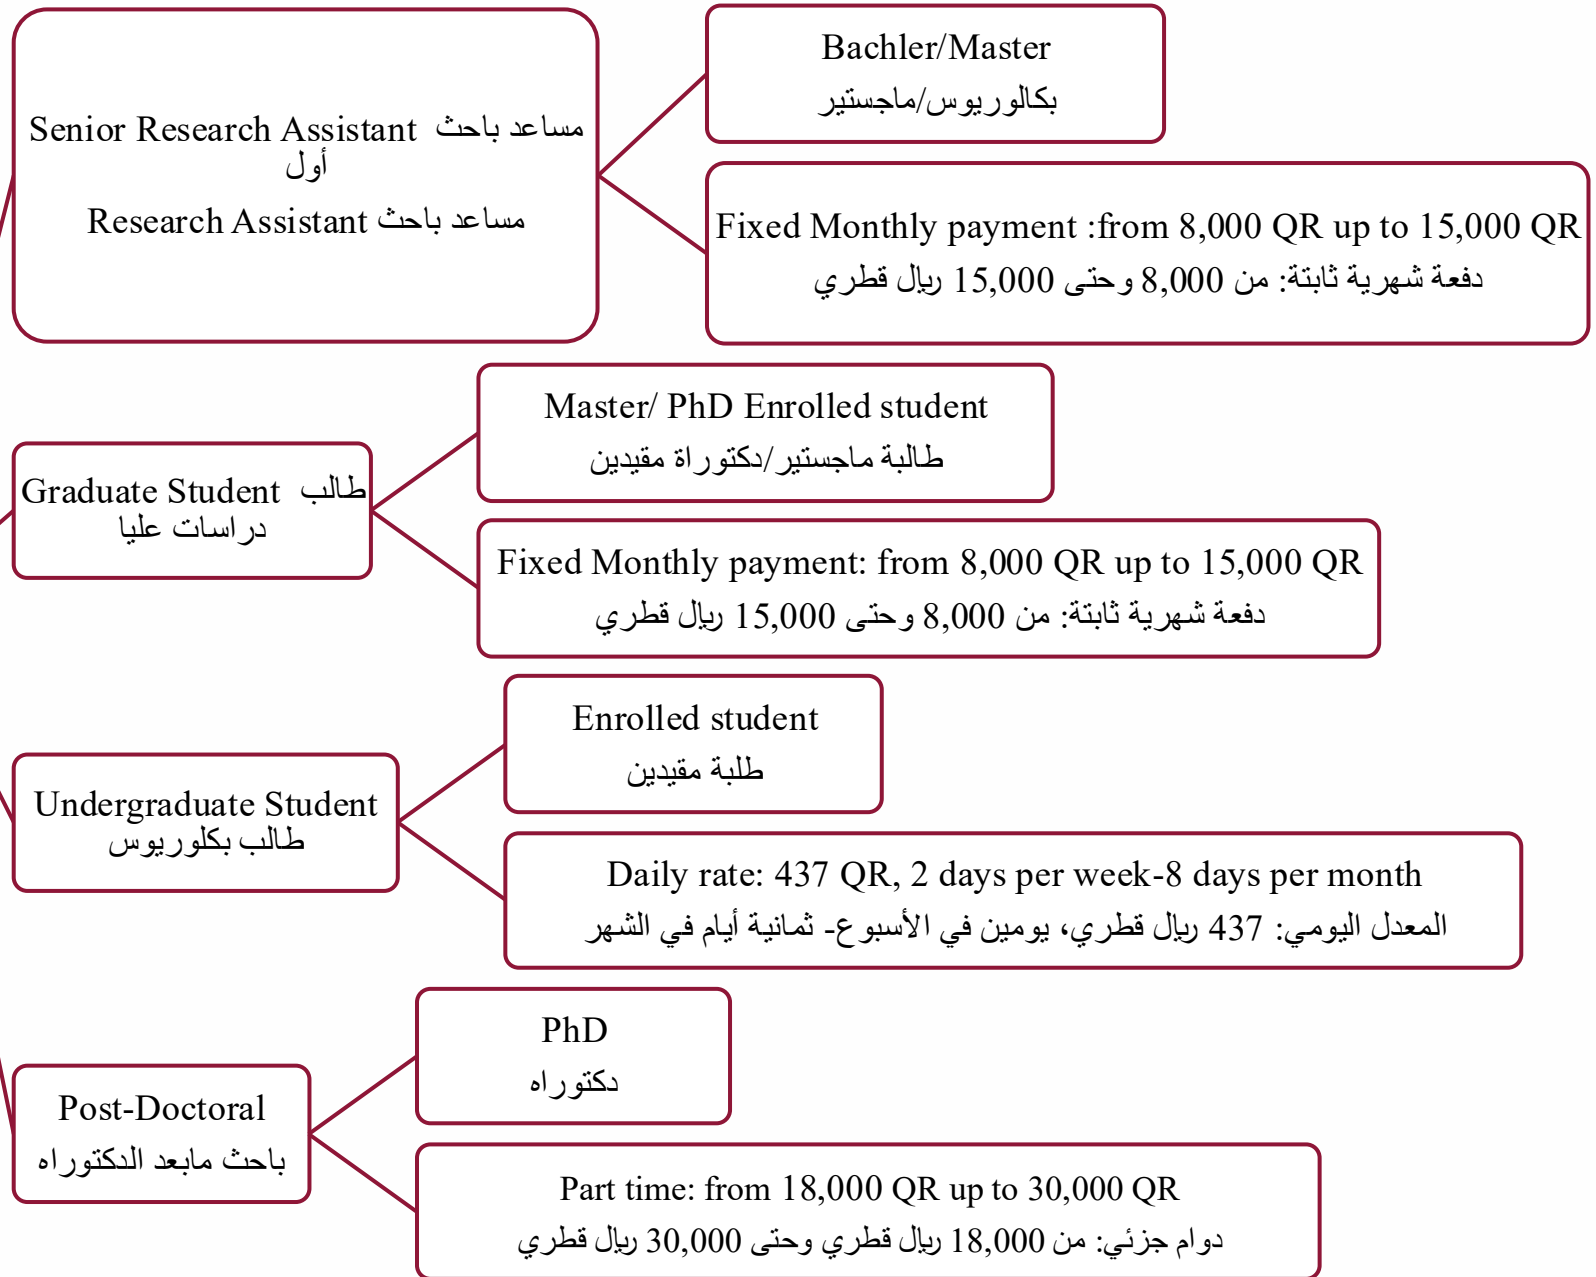 Senior Research Assistant مساعد باحث
أول
Research Assistant مساعد باحث
Bachler/Master
بكالوريوس/ماجستير
Fixed Monthly payment :from 8,000 QR up to 15,000 QR
دفعة شهرية ثابتة: من 8,000 وحتى 15,000 ريال قطري
Graduate Student طالب
دراسات عليا
Master/ PhD Enrolled student
طالبة ماجستير/دكتوراة مقيدين
Fixed Monthly payment: from 8,000 QR up to 15,000 QR
دفعة شهرية ثابتة: من 8,000 وحتى 15,000 ريال قطري
Undergraduate Student
طالب بكلوريوس
Enrolled student
طلبة مقيدين
Daily rate: 437 QR, 2 days per week-8 days per month
المعدل اليومي: 437 ريال قطري، يومين في الأسبوع- ثمانية أيام في الشهر
Post-Doctoral
باحث مابعد الدكتوراه
PhD
دكتوراه
Part time: from 18,000 QR up to 30,000 QR
دوام جزئي: من 18,000 ريال قطري وحتى 30,000 ريال قطري